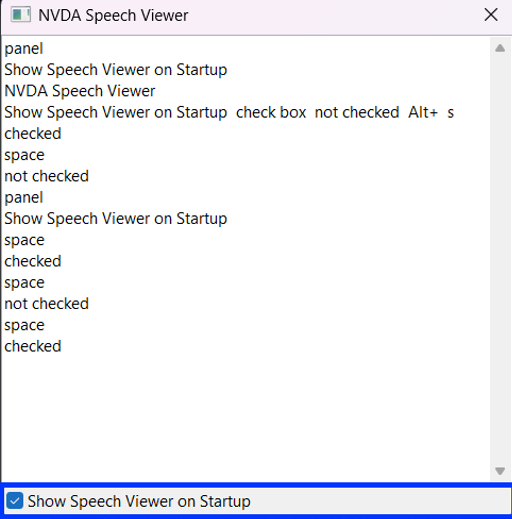 NVDA Speech Viewer
panel
Show Speech Viewer on Startup
NVDA Speech Viewer
Show Speech Viewer on Startup  check box  not checked  Alt+  s
checked
space
not checked
panel
Show Speech Viewer on Startup
space
checked
space
not checked
space
checked
Show Speech Viewer on Startup